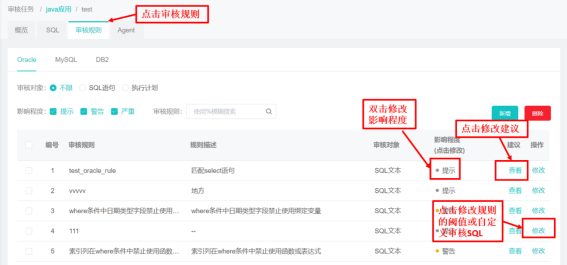 审核任务 / java应用 / test
点击审核规则
概览 SQL 审核规则 Agent
Oracle MySQL DB2
审核对象: 不限 SQL语句 执行计划
影响程度: 提示 警告 严重 审核规则: 使用外模糊搜索
新增 删除
双击修改
影响程度
点击修改建议
编号 审核规则 规则描述 审核对象 影响程度
(点击修改) 建议 操作
1 test_oracle_rule 匹配select语句 SQL文本 提示 查看 修改
2 vvvvv 地方 SQL文本 提示 查看 修改
3 where条件中日期类型字段禁止使用... where条件中日期类型字段禁止使用绑定变量 SQL文本
点击修改规则
的阈值或自定
义审核SQL
4 111 -- SQL文本 查看 修改
5 索引列在where条件中禁止使用函数... 索引列在where条件中禁止使用函数或表达式 SQL文本 警告 查看 修改